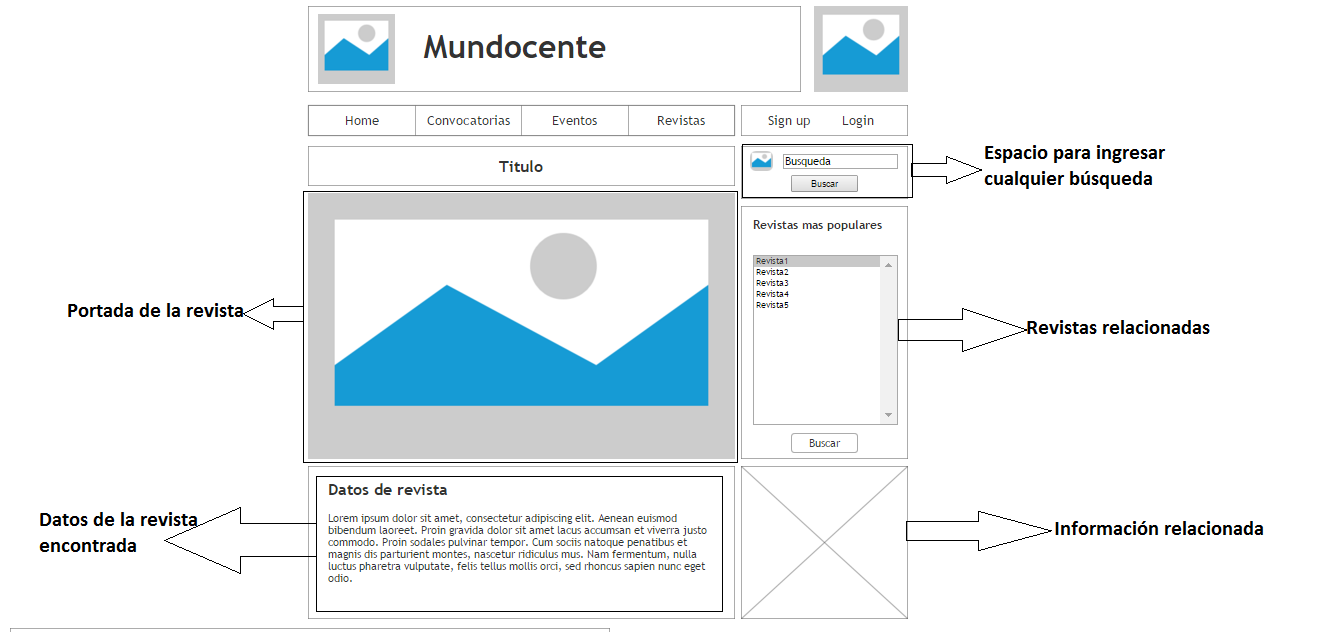 Mundocente
Home
Convocatorias
Eventos
Revistas
Sign up
Login
Titulo
Busqueda
Buscar
Espacio para ingresar
cualquier búsqueda
Revistas mas populares
Revista1
Revista2
Revista3
Revista4
Revista5
Buscar
Portada de la revista
Revistas relacionadas
Datos de revista
Lorem ipsum dolor sit amet, consectetur adipiscing elit. Aenean euismod
bibendum laoreet. Proin gravida dolor sit amet lacus accumsan et viverra justo
commodo. Proin sodales pulvinar tempor. Cum sociis natoque penatibus et
magnis dis parturient montes, nascetur ridiculus mus. Nam fermentum, nulla
luctus pharetra vulputate, felis tellus mollis orci, sed rhoncus sapien nunc eget
odio.
Datos de la revista
encontrada
Información relacionada